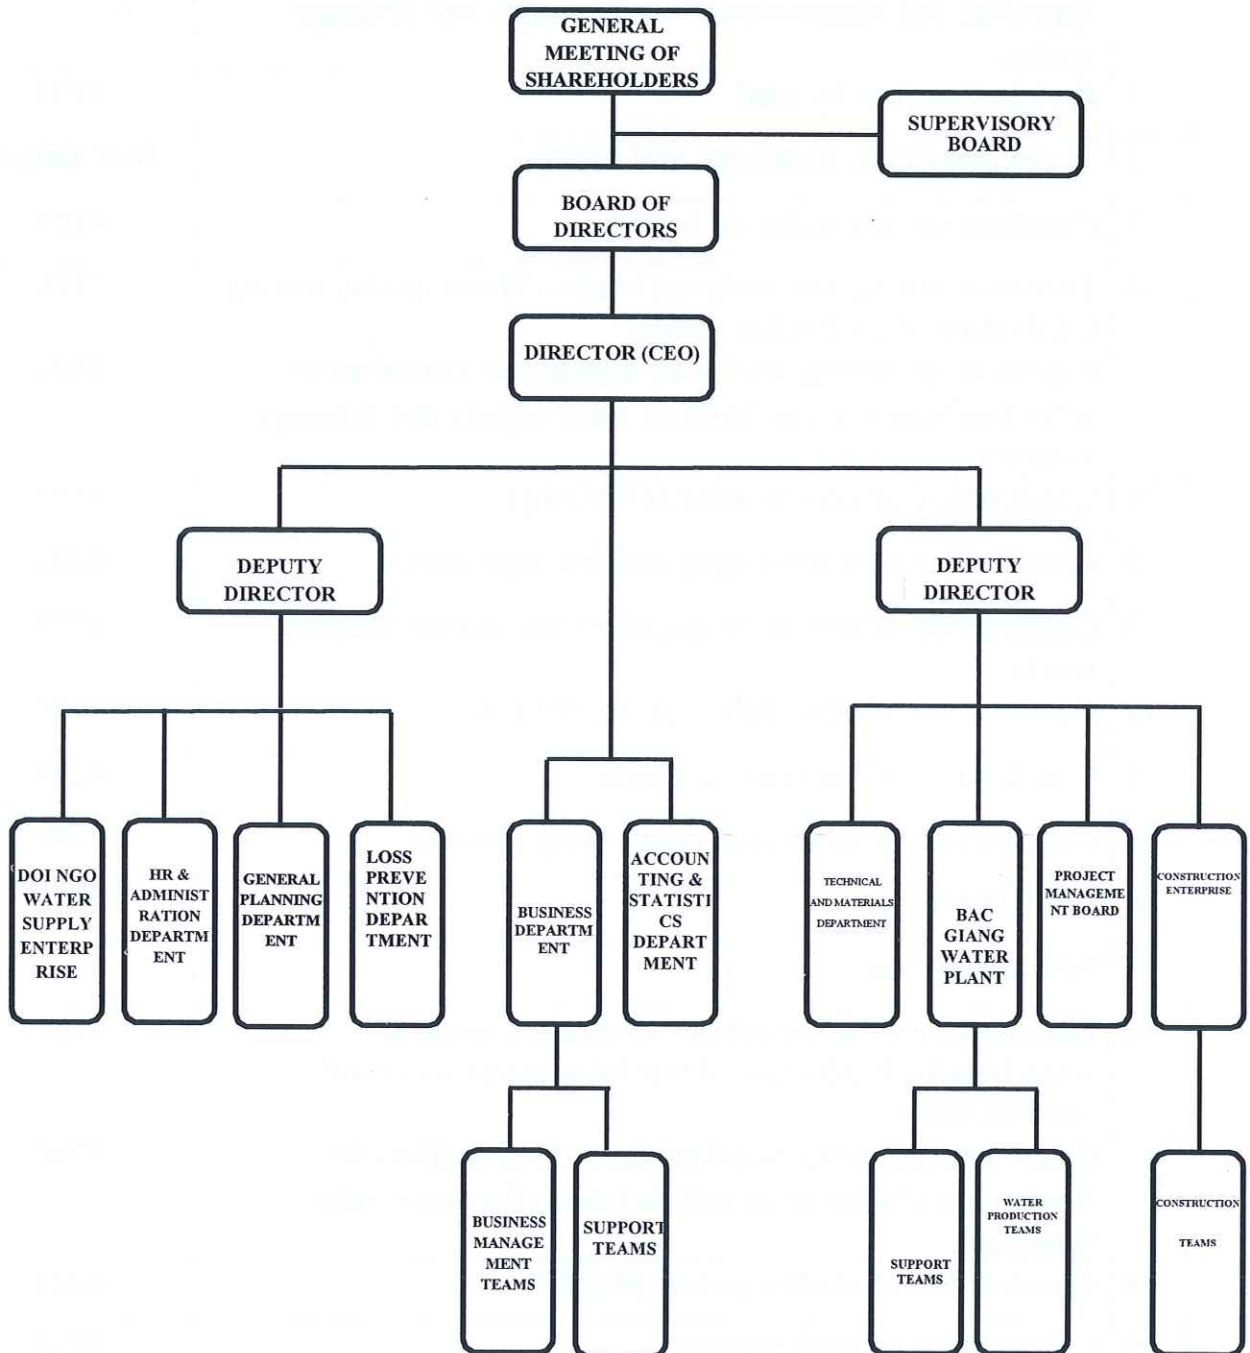 GENERAL
MEETING OF
SHAREHOLDERS
SUPERVISORY
BOARD
BOARD OF
DIRECTORS
DIRECTOR (CEO)
DEPUTY
DIRECTOR
DEPUTY
DIRECTOR
DOI NGO
WATER
SUPPLY
ENTERP
RISE
HR &
ADMINIST
RATION
DEPARTM
ENT
GENERAL
PLANNING
DEPARTM
ENT
LOSS
PREVE
NTION
DEPAR
TMENT
BUSINESS
DEPARTM
ENT
ACCOUN
TING &
STATISTI
CS
DEPART
MENT
TECHNICAL
AND MATERIALS
DEPARTMENT
BAC
GIANG
WATER
PLANT
PROJECT
MANAGEME
NT BOARD
CONSTRUCTION
ENTERPRISE
BUSINESS
MANAGE
MENT
TEAMS
SUPPORT
TEAMS
SUPPORT
TEAMS
WATER
PRODUCTION
TEAMS
CONSTRUCTION
TEAMS